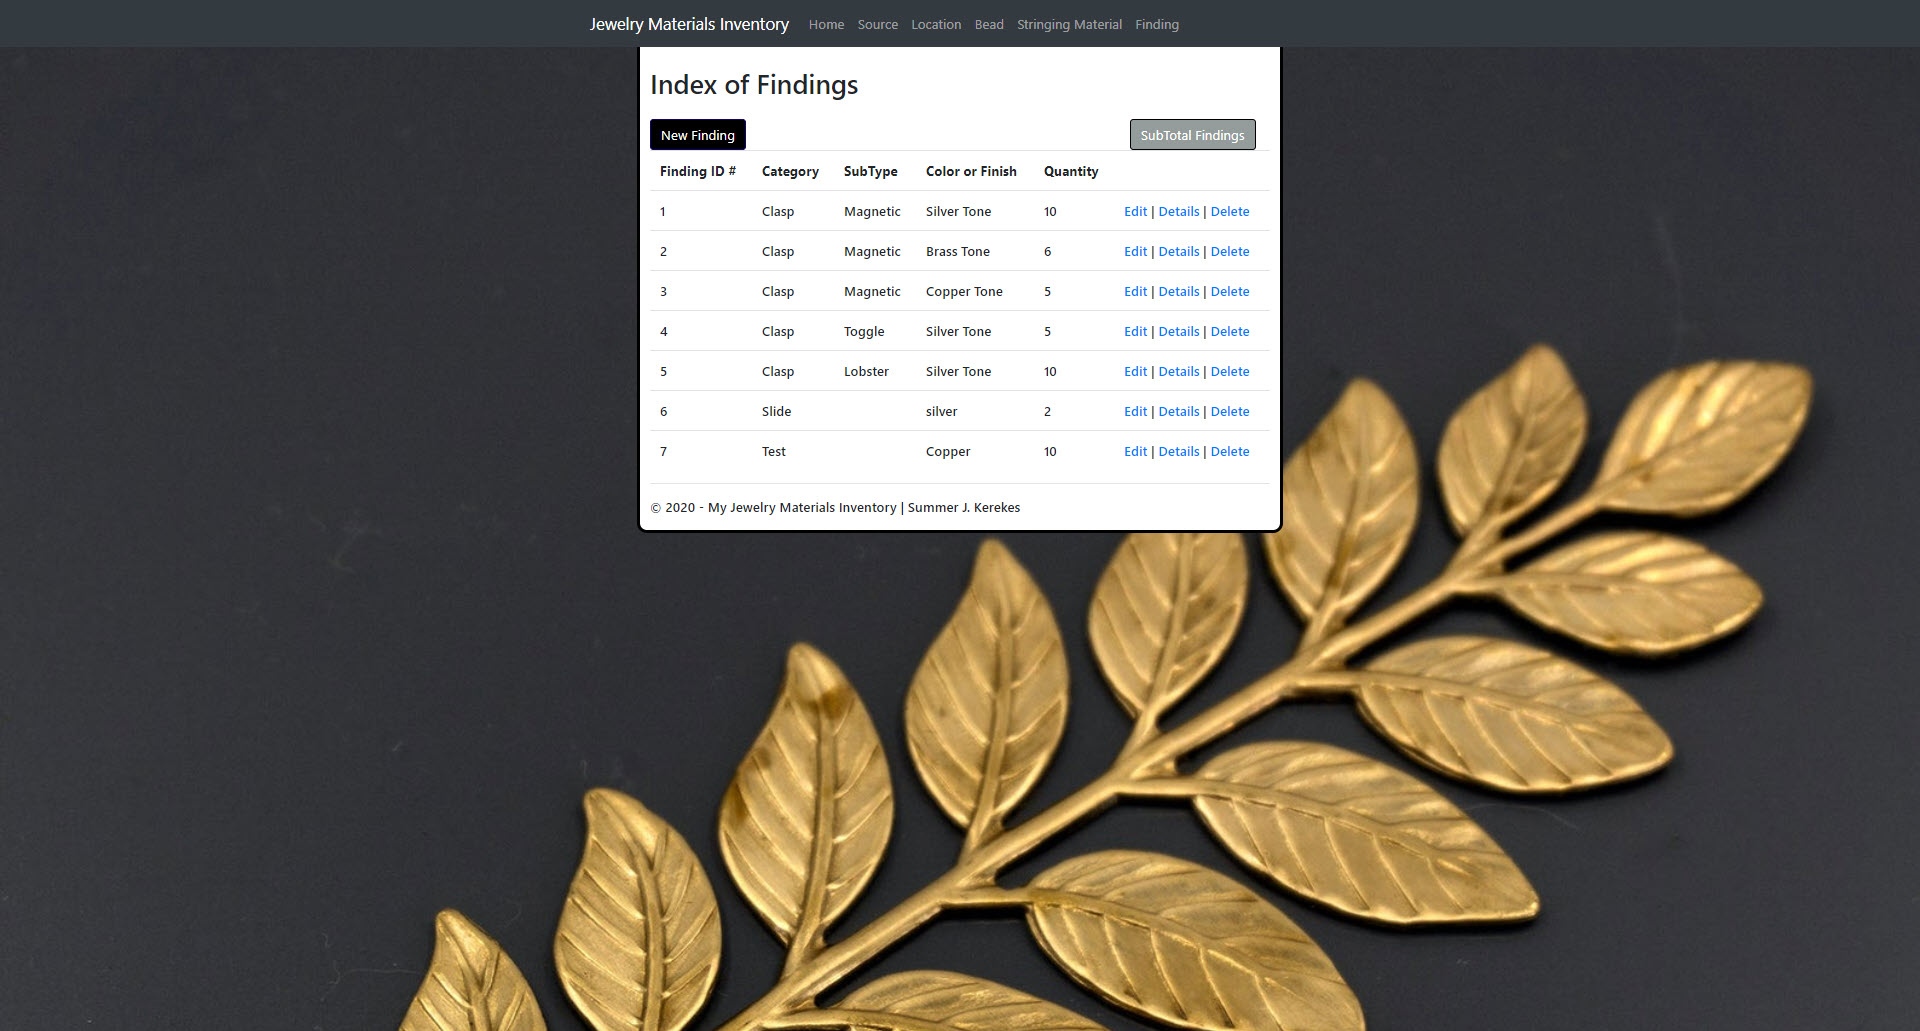 Jewelry Materials Inventory Home Source Location Bead Stringing Material Finding
Index of Findings
New Finding SubTotal Findings
Finding ID # Category SubType Color or Finish Quantity
1 Clasp Magnetic Silver Tone 10 Edit | Details | Delete
2 Clasp Magnetic Brass Tone 6 Edit | Details | Delete
3 Clasp Magnetic Copper Tone 5 Edit | Details | Delete
4 Clasp Toggle Silver Tone 5 Edit | Details | Delete
5 Clasp Lobster Silver Tone 10 Edit | Details | Delete
6 Slide silver 2 Edit | Details | Delete
7 Test Copper 10 Edit | Details | Delete
© 2020 - My Jewelry Materials Inventory | Summer J. Kerekes